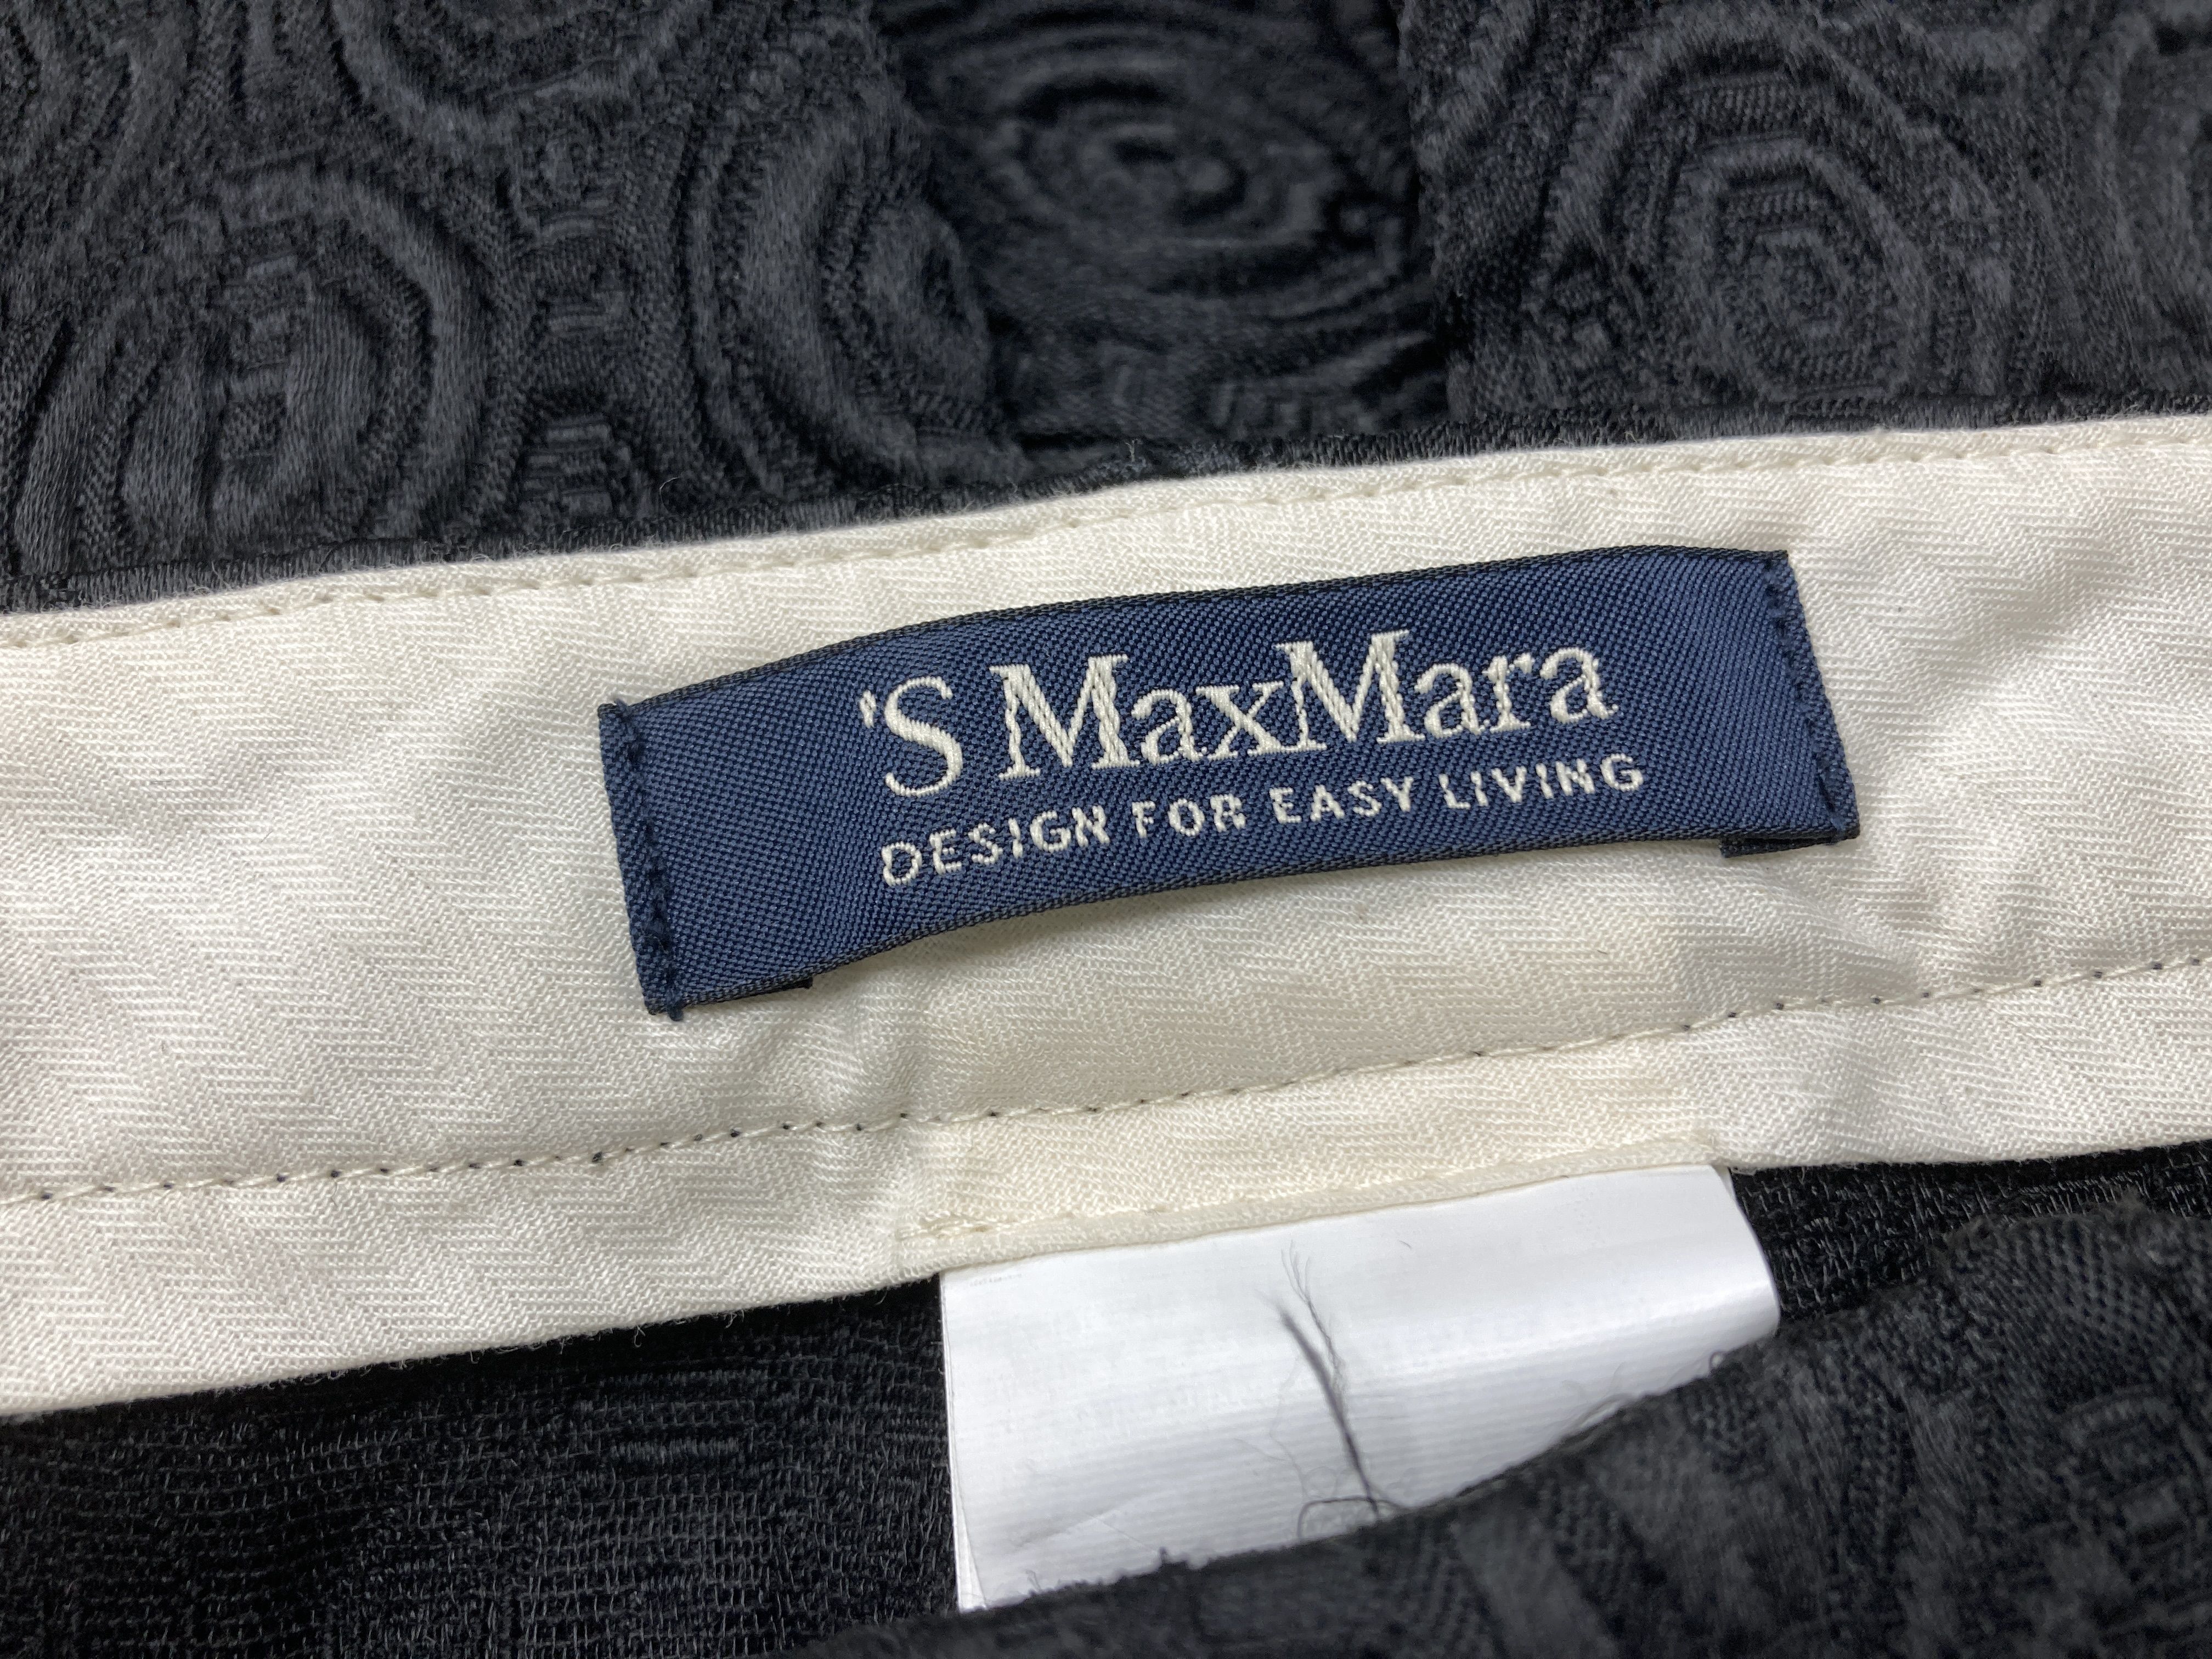 'S MaxMara
DESIGN FOR EASY LIVING